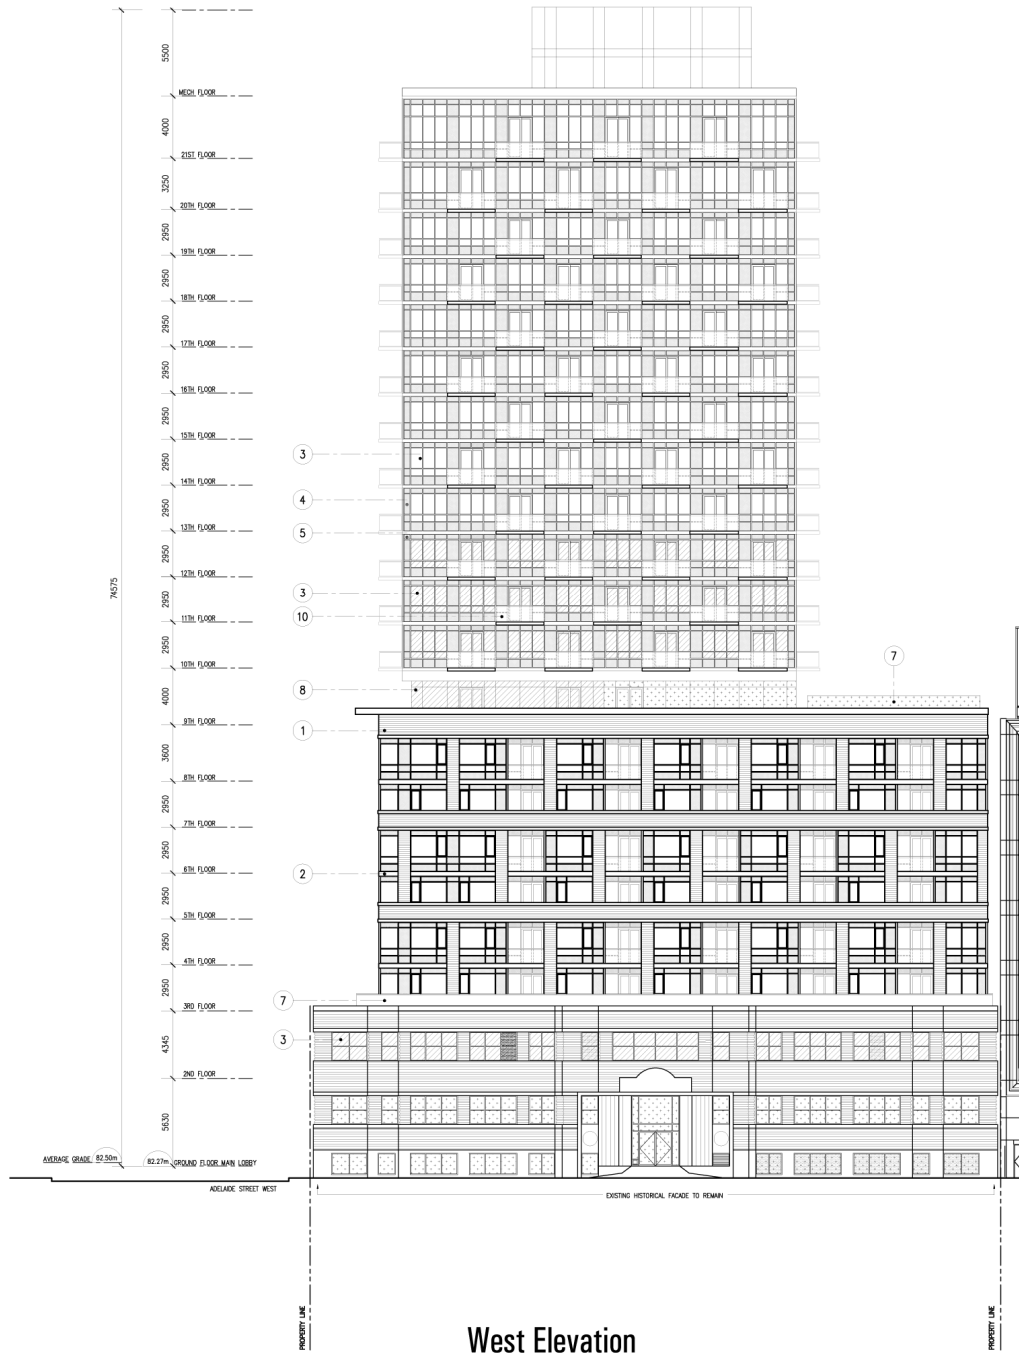 5500
MECH FLOOR
4000
21ST FLOOR
3250
20TH FLOOR
2950
19TH FLOOR
2950
18TH FLOOR
2950
17TH FLOOR
2950
16TH FLOOR
2950
15TH FLOOR
2950
3
14TH FLOOR
2950
4
13TH FLOOR
5
2950
12TH FLOOR
74575
2950
3
10
11TH FLOOR
2950
10TH FLOOR
7
4000
8
9TH FLOOR
1
3600
8TH FLOOR
2950
7TH FLOOR
2950
6TH FLOOR
2
2950
5TH FLOOR
2950
4TH FLOOR
2950
7
3RD FLOOR
4345
3
2ND FLOOR
5630
AVERAGE GRADE 82.50m
82.27m GROUND FLOOR MAIN LOBBY
ADELAIDE STREET WEST
EXISTING HISTORICAL FACADE TO REMAIN
PROPERTY LINE
PROPERTY LINE
West Elevation